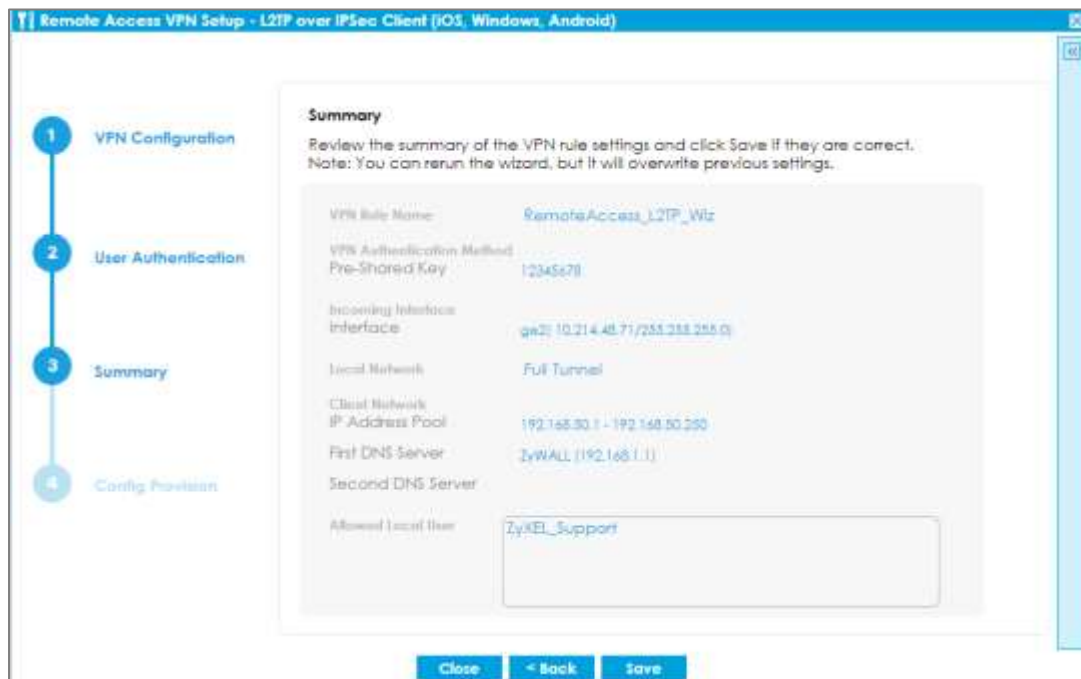 Remote Access VPN Setup - L2TP over IPSec Client (iOS, Windows, Android)
1 VPN Configuration
2 User Authentication
3 Summary
4 Config Provision
Summary
Review the summary of the VPN rule settings and click Save if they are correct.
Note: You can rerun the wizard, but it will overwrite previous settings.
VPN Rule Name RemoteAccess_L2TP_Wiz
VPN Authentication Method
Pre-Shared Key 12345678
Incoming Interface
Interface ge2( 10.214.48.71/255.255.255.0)
Local Network Full Tunnel
Client Network
IP Address Pool 192.168.50.1 - 192.168.50.250
First DNS Server ZyWALL (192.168.1.1)
Second DNS Server
Allowed Local User ZyXEL_Support
Close < Back Save